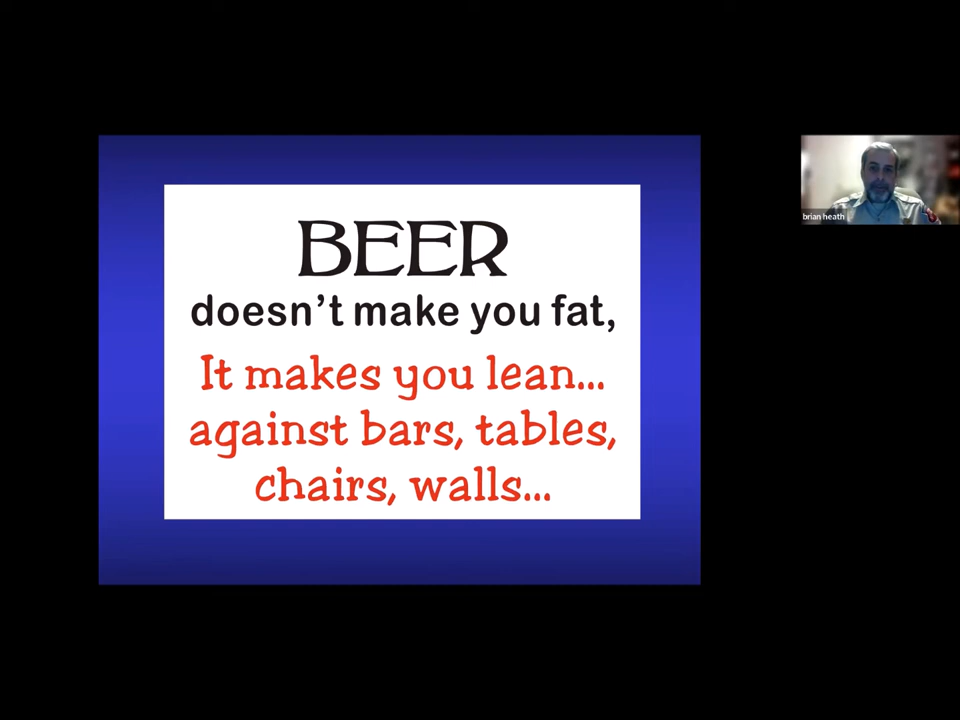 BEER
doesn't make you fat,
It makes you lean...
against bars, tables,
chairs, walls...
brian heath